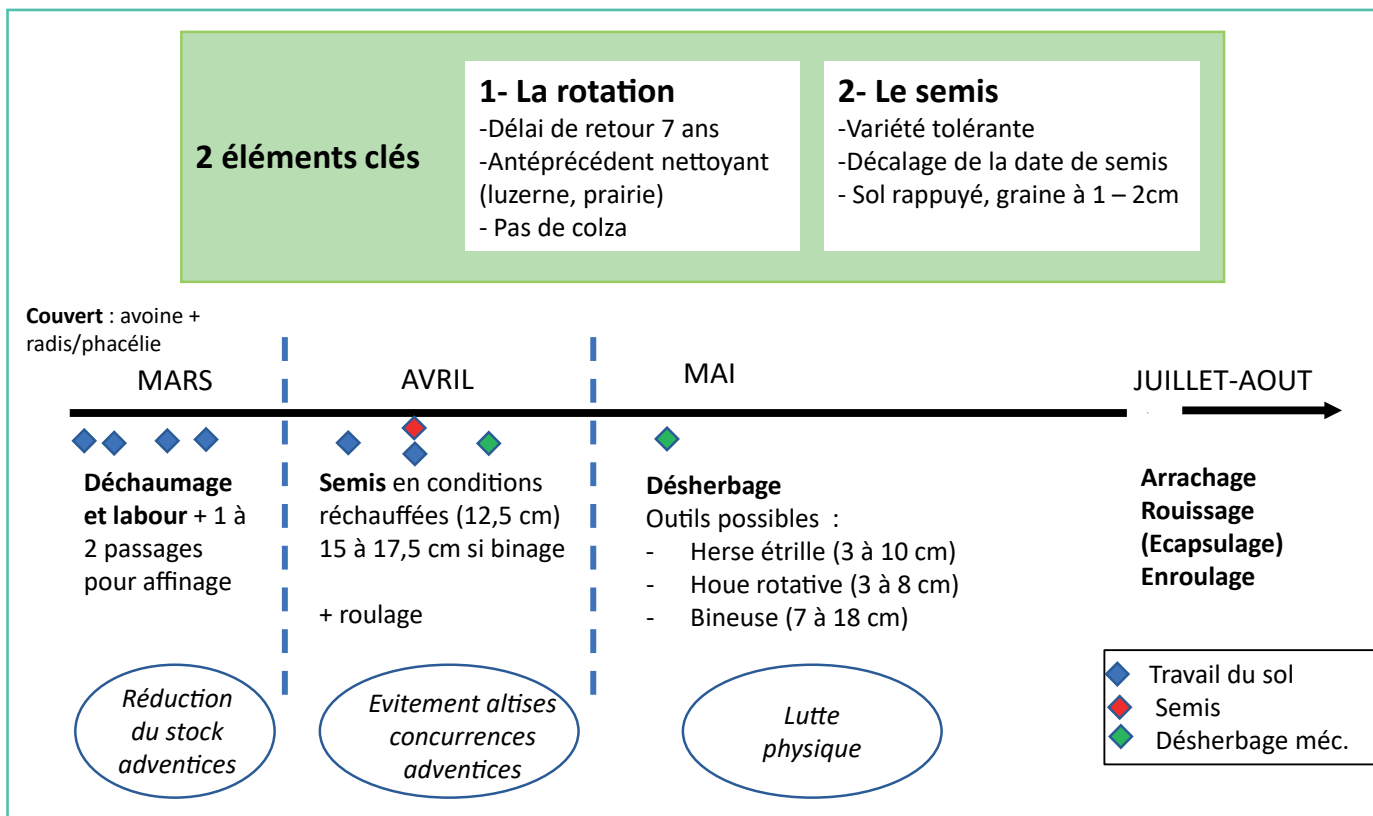 2 éléments clés
1- La rotation
-Délai de retour 7 ans
-Antéprécédent nettoyant
(luzerne, prairie)
- Pas de colza
2- Le semis
-Variété tolérante
-Décalage de la date de semis
- Sol rappuyé, graine à 1 – 2cm
Couvert : avoine +
radis/phacélie
MARS
AVRIL
MAI
JUILLET-AOUT
Déchaumage
et labour + 1 à
2 passages
pour affinage
Semis en conditions
réchauffées (12,5 cm)
15 à 17,5 cm si binage
+ roulage
Désherbage
Outils possibles :
- Herse étrille (3 à 10 cm)
- Houe rotative (3 à 8 cm)
- Bineuse (7 à 18 cm)
Arrachage
Rouissage
(Ecapsulage)
Enroulage
Réduction
du stock
adventices
Evitement altises
concurrences
adventices
Lutte
physique
Travail du sol
Semis
Désherbage méc.